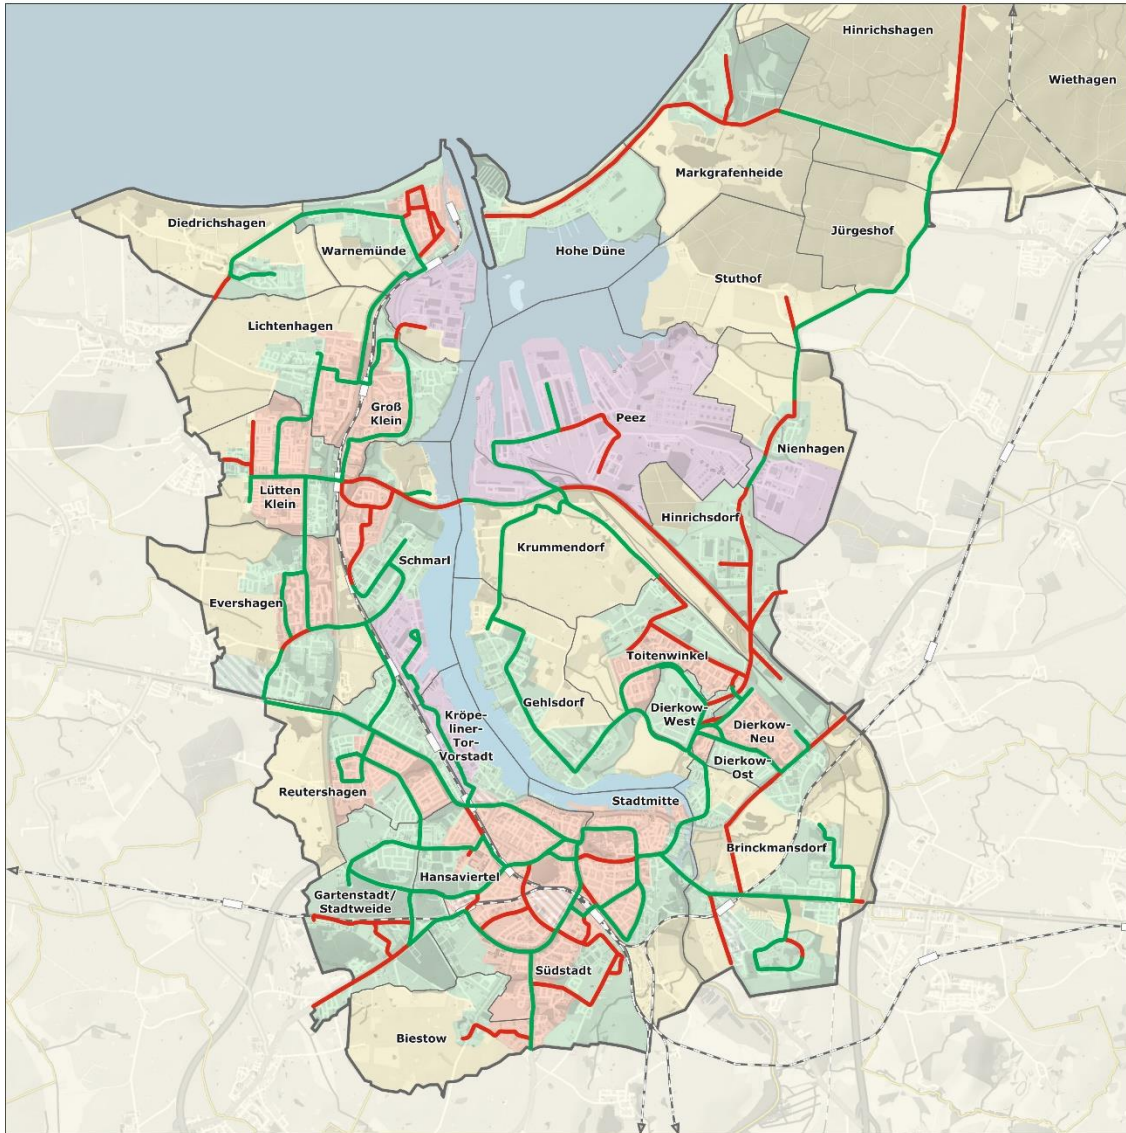 Hinrichshagen
Wiethagen
Markgrafenheide
Diedrichshagen
Jürgeshof
Warnemünde
Hohe Düne
Stuthof
Lichtenhagen
Groß
Klein
Peez
Nienhagen
Lütten
Klein
Hinrichsdorf
Krummendorf
Schmarl
Evershagen
Toitenwinkel
Gehlsdorf
Dierkow-
West
Kröpe-
liner-
Tor-
Vorstadt
Dierkow-
Neu
Dierkow-
Ost
Reutershagen
Stadtmitte
Brinckmansdorf
Hansaviertel
Gartenstadt/
Stadtweide
Südstadt
Biestow